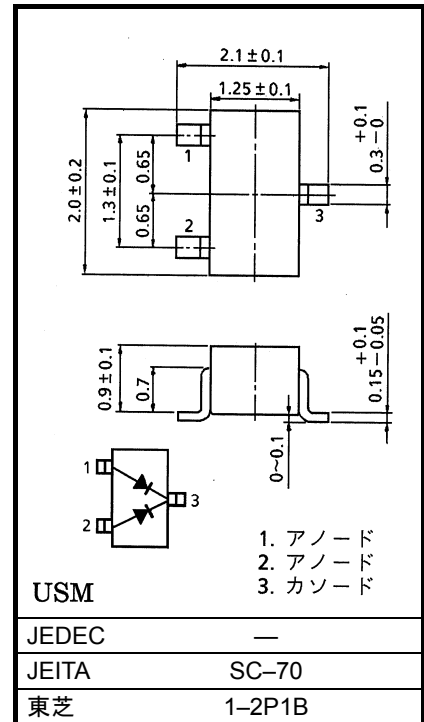 2.1±0.1
1.25±0.1
+0.1
0.3−0
2.0±0.2
1.3±0.1
0.65
0.65
1
2
3
0.9±0.1
0.7
0~0.1
+0.1
0.15−0.05
1
2
3
1. アノード
2. アノード
3. カソード
USM
JEDEC —
JEITA SC–70
東芝 1–2P1B